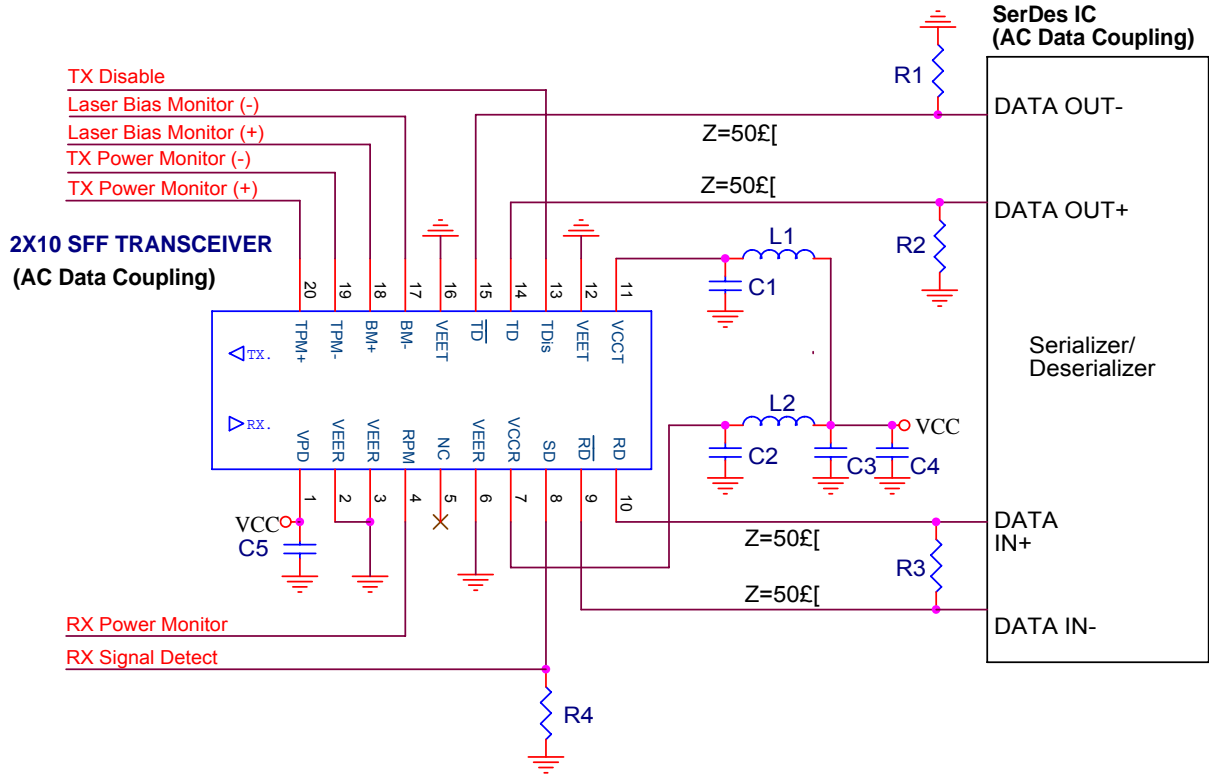 SerDes IC
(AC Data Coupling)
R1
TX Disable
Laser Bias Monitor (-)
Laser Bias Monitor (+)
TX Power Monitor (-)
TX Power Monitor (+)
DATA OUT-
Z=50£[
Z=50£[
DATA OUT+
R2
2X10 SFF TRANSCEIVER
(AC Data Coupling)
L1
C1
20 19 18 17 16 15 14 13 12 11
TPM+ TPM- BM+ BM- VEET TD TD TDis VEET VCCT
TX.
Serializer/
Deserializer
L2
VCC
C2 C3 C4
RX.
VPD VEER VEER RPM NC VEER VCCR SD RD RD
1 2 3 4 5 6 7 8 9 10
VCC
C5
DATA
IN+
Z=50£[
R3
Z=50£[
DATA IN-
RX Power Monitor
RX Signal Detect
R4